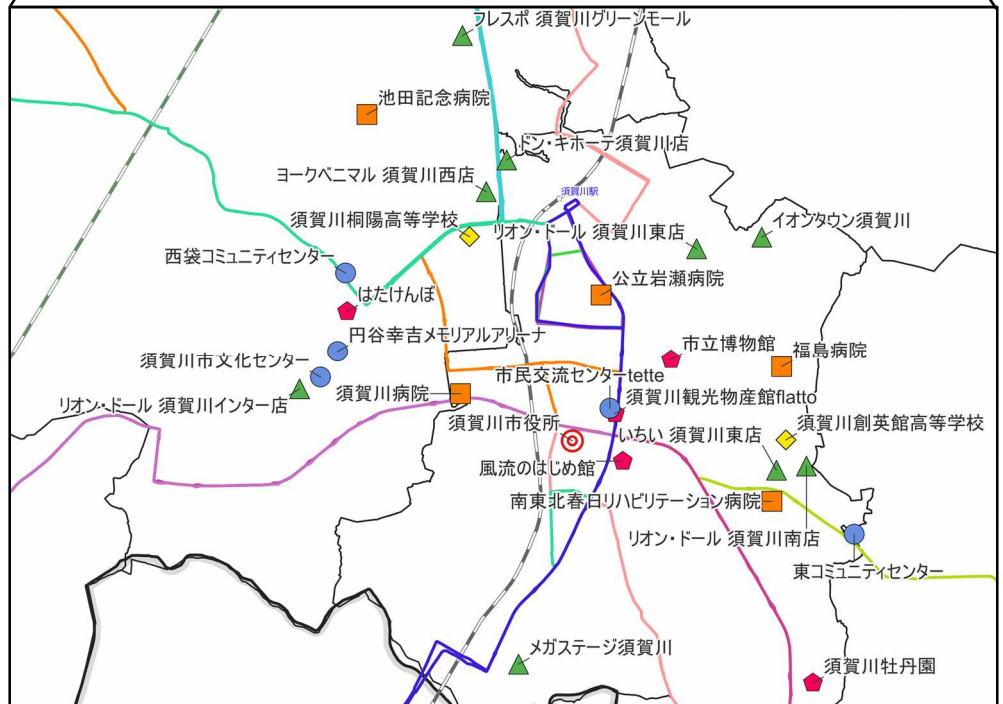 フレスポ 須賀川グリーンモール
池田記念病院
ドン・キホーテ須賀川店
ヨークベニマル 須賀川西店
須賀川駅
須賀川桐陽高等学校
リオン・ドール 須賀川東店
イオンタウン須賀川
西袋コミュニティセンター
公立岩瀬病院
はたけんぼ
円谷幸吉メモリアルアリーナ
市立博物館
福島病院
須賀川市文化センター
市民交流センターtette
須賀川病院
須賀川観光物産館flatto
リオン・ドール 須賀川インター店
須賀川市役所
いちい 須賀川東店
須賀川創英館高等学校
風流のはじめ館
南東北春日リハビリテーション病院
リオン・ドール 須賀川南店
東コミュニティセンター
メガステージ須賀川
須賀川牡丹園